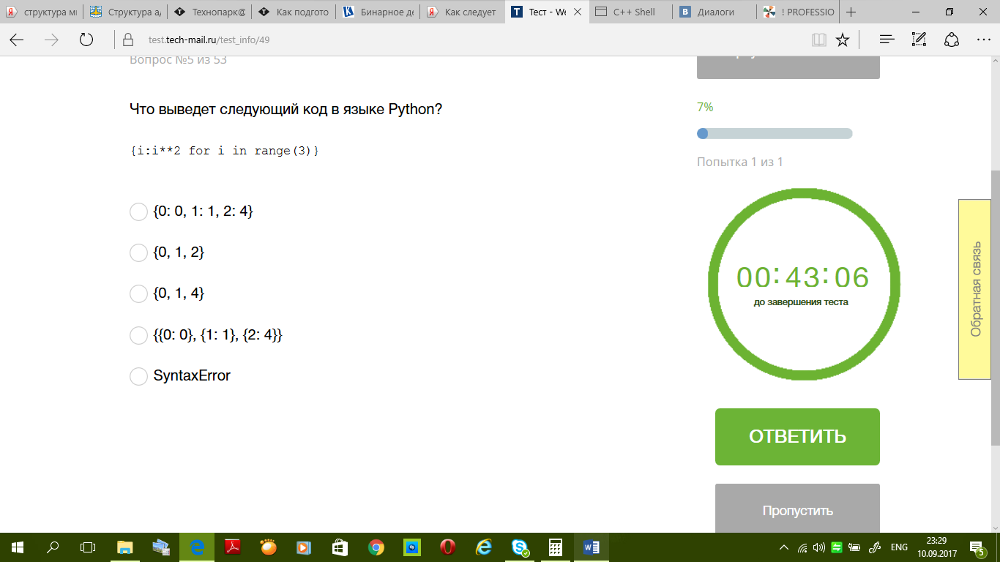 структура ми
Структура ад
Технопарк@
Как подгото
Бинарное де
Как следует
Тест - We
C++ Shell
Диалоги
! PROFESSIO
test.tech-mail.ru/test_info/49
Вопрос №5 из 53
Что выведет следующий код в языке Python?
{i:i**2 for i in range(3)}
{0: 0, 1: 1, 2: 4}
{0, 1, 2}
{0, 1, 4}
{{0: 0}, {1: 1}, {2: 4}}
SyntaxError
7%
Попытка 1 из 1
00:43:06
до завершения теста
ОТВЕТИТЬ
Пропустить
Обратная связь
ENG
23:29
10.09.2017
5